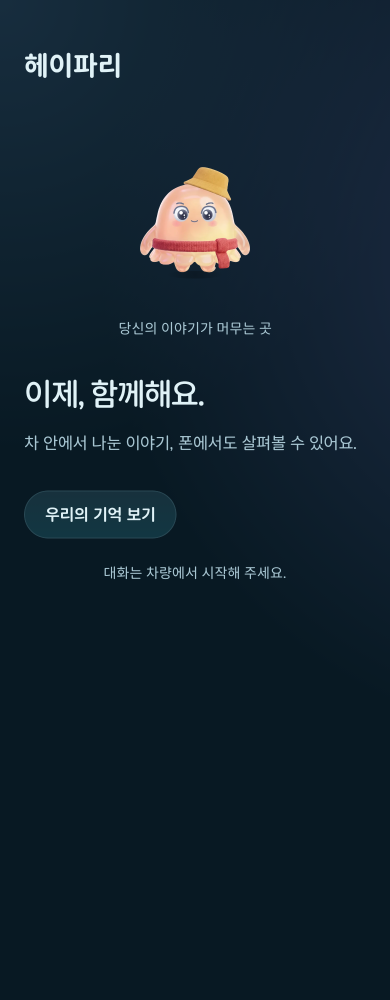 헤이파리
당신의 이야기가 머무는 곳
이제, 함께해요.
차 안에서 나눈 이야기, 폰에서도 살펴볼 수 있어요.
우리의 기억 보기
대화는 차량에서 시작해 주세요.